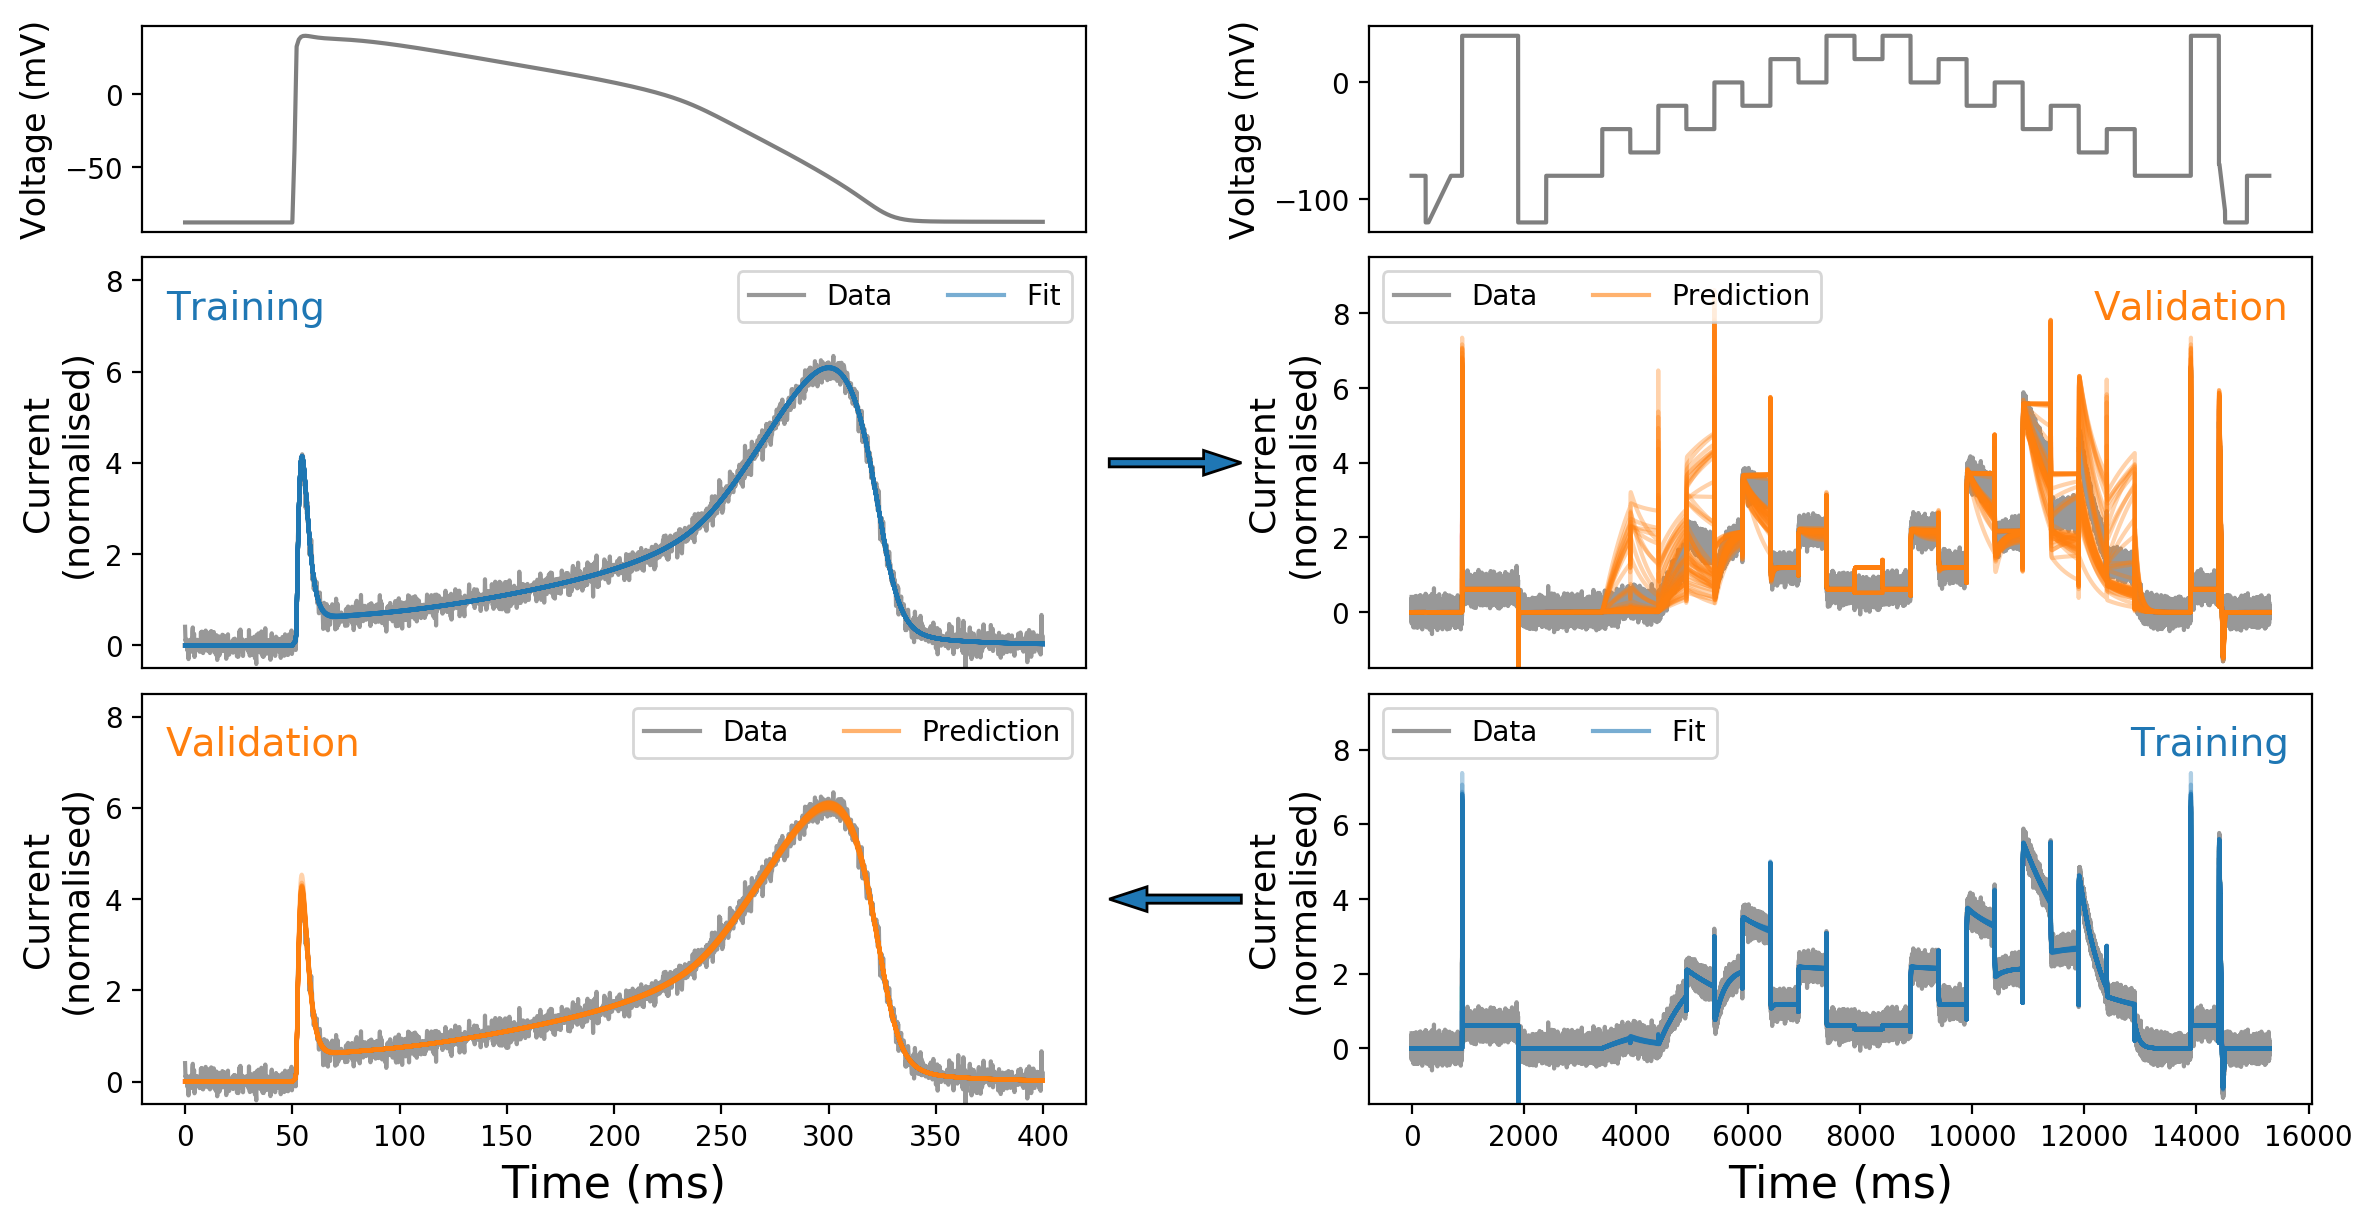 Voltage (mV)
0
−50
Voltage (mV)
0
−100
Current
(normalised)
8
6
4
2
0
Training
Data
Fit
Current
(normalised)
8
6
4
2
0
Data
Prediction
Validation
Current
(normalised)
8
6
4
2
0
Validation
Data
Prediction
0
50
100
150
200
250
300
350
400
Time (ms)
Current
(normalised)
8
6
4
2
0
Data
Fit
Training
0
2000
4000
6000
8000
10000
12000
14000
16000
Time (ms)